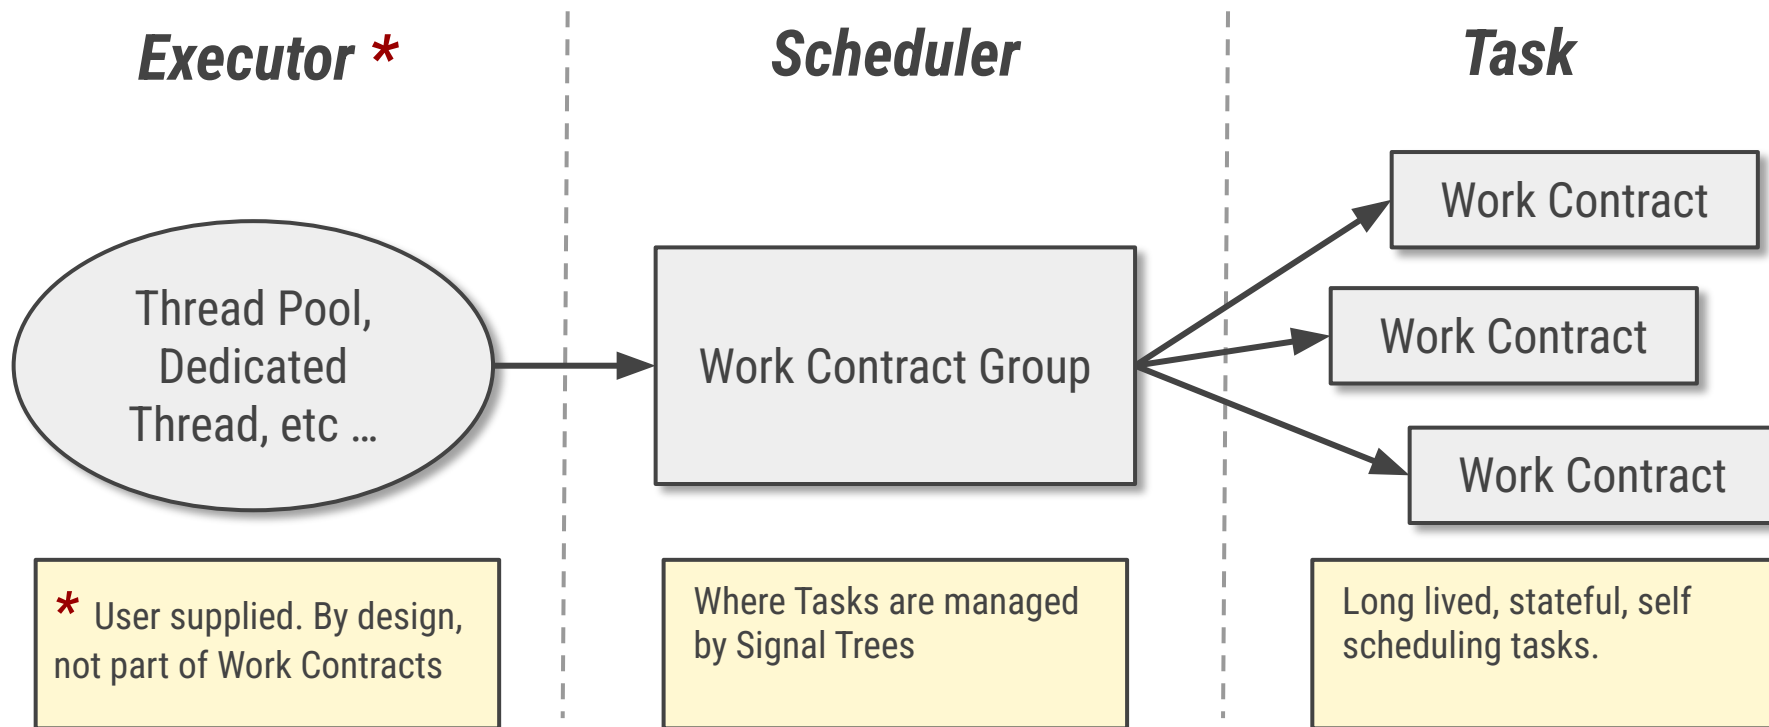 Executor *
Scheduler
Task
Thread Pool,
Dedicated
Thread, etc …
Work Contract Group
Work Contract
Work Contract
Work Contract
* User supplied. By design,
not part of Work Contracts
Where Tasks are managed
by Signal Trees
Long lived, stateful, self
scheduling tasks.